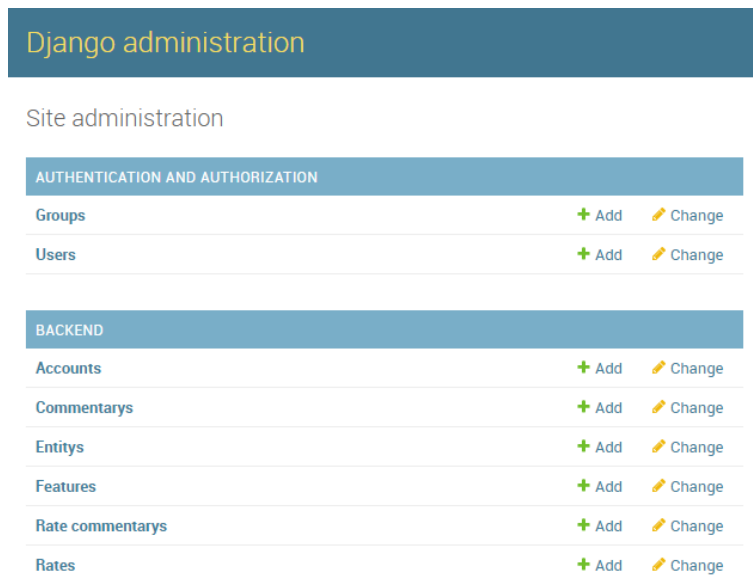 Django administration
Site administration
AUTHENTICATION AND AUTHORIZATION
Groups Add Change
Users Add Change
BACKEND
Accounts Add Change
Commentarys Add Change
Entitys Add Change
Features Add Change
Rate commentarys Add Change
Rates Add Change